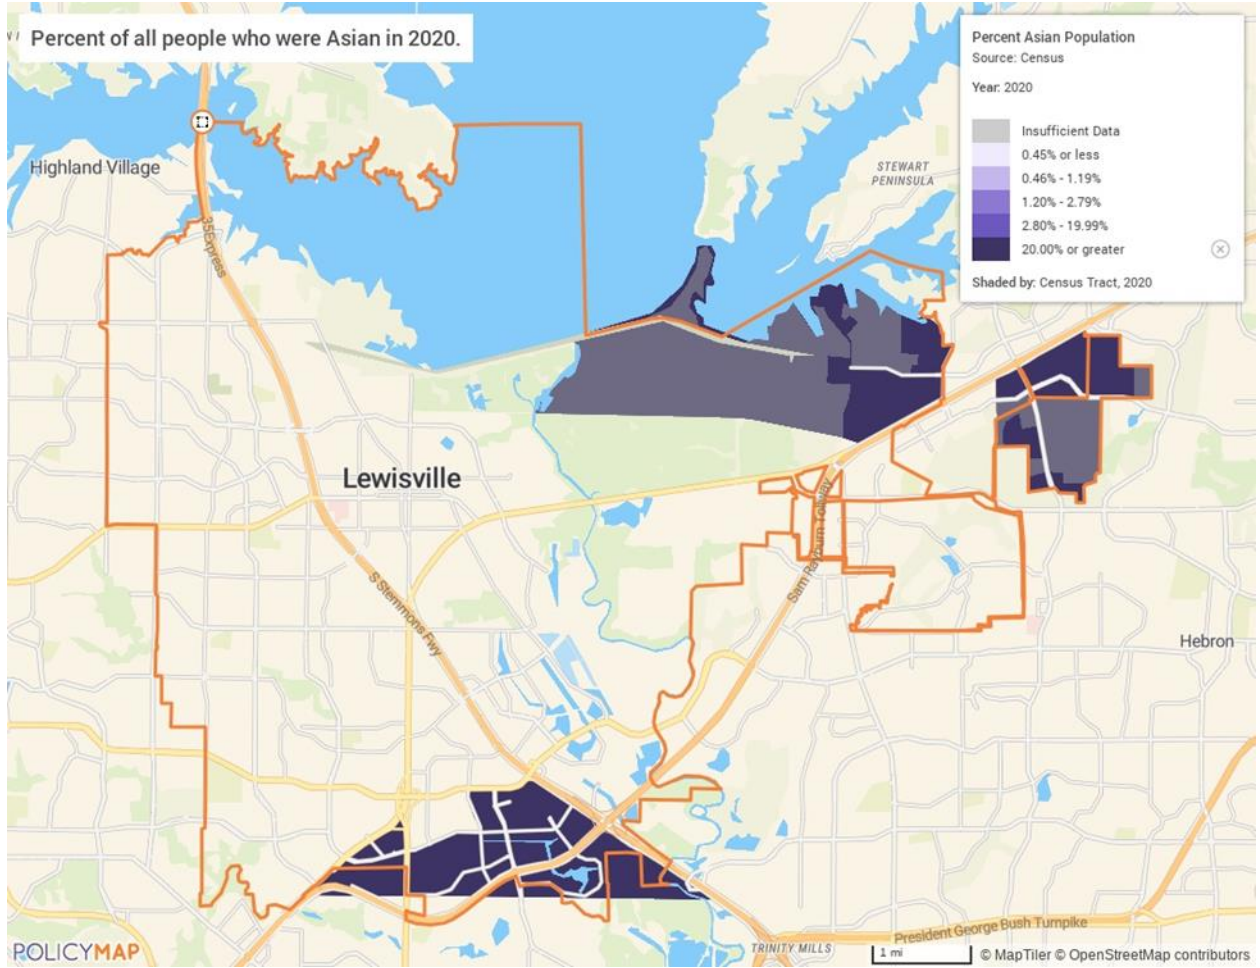 Percent of all people who were Asian in 2020.
Percent Asian Population
Source: Census
Year: 2020
Insufficient Data
0.45% or less
0.46% - 1.19%
1.20% - 2.79%
2.80% - 19.99%
20.00% or greater
Shaded by: Census Tract, 2020
Highland Village
STEWART
PENINSULA
35Express
Lewisville
Sam Rayburn Tollway
S Stemmons Fwy
Hebron
President George Bush Turnpike
TRINITY MILLS
POLICYMAP
1 mi
© MapTiler © OpenStreetMap contributors